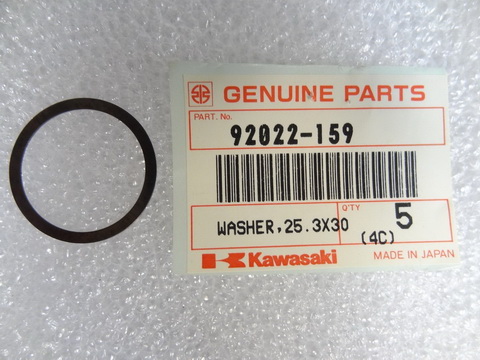 GENUINE PARTS
PART. No.
92022-159
WASHER,25.3X30
Q'TY
5
(4C)
Kawasaki
MADE IN JAPAN